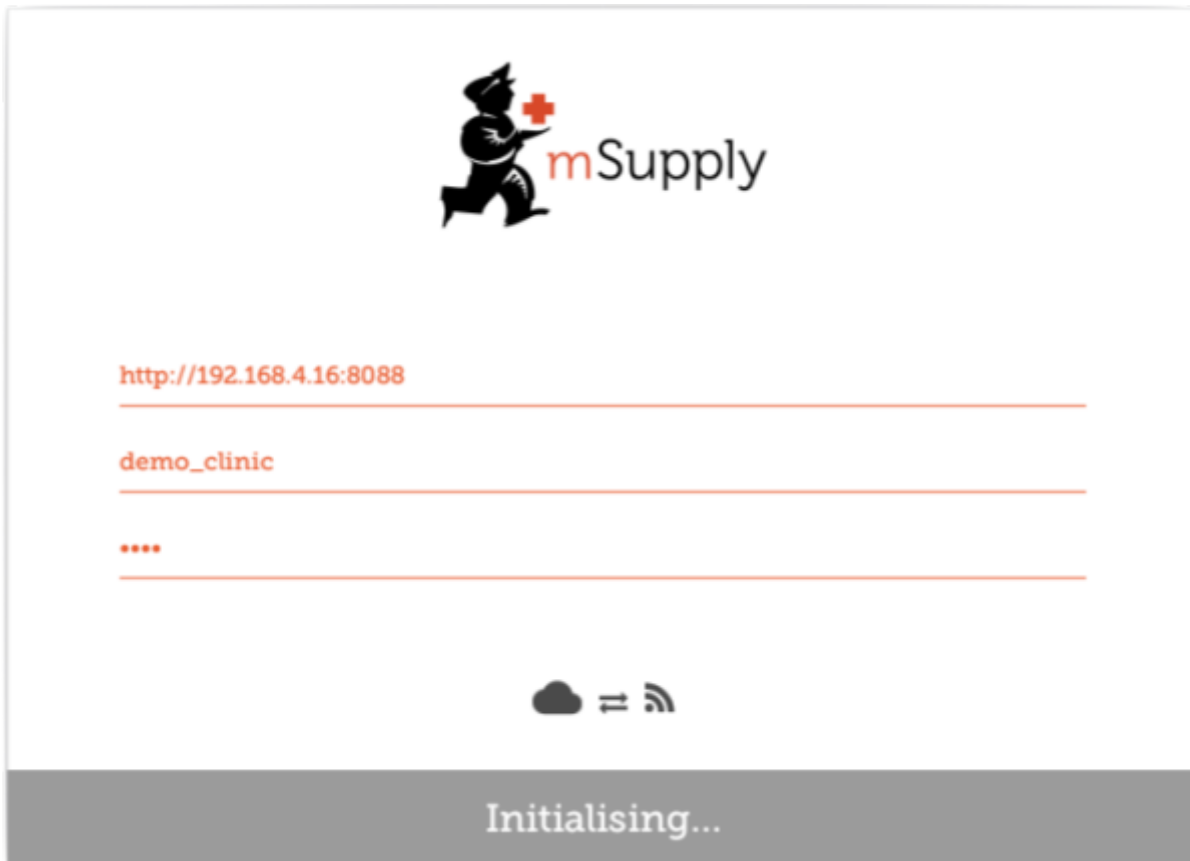 mSupply
http://192.168.4.16:8088
demo_clinic
••••
Initialising...